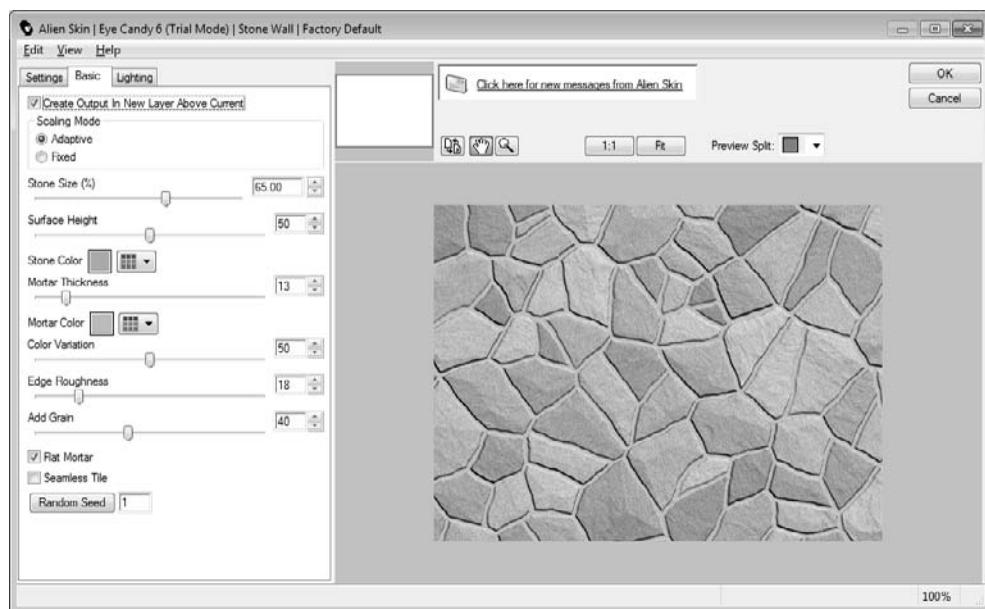 Alien Skin | Eye Candy 6 (Trial Mode) | Stone Wall | Factory Default
Edit View Help
Settings Basic Lighting
Create Output In New Layer Above Current
Scaling Mode
Adaptive
Fixed
Stone Size (%) 65.00
Surface Height 50
Stone Color
Mortar Thickness 13
Mortar Color
Color Variation 50
Edge Roughness 18
Add Grain 40
Flat Mortar
Seamless Tile
Random Seed 1
Click here for new messages from Alien Skin
1:1 Fit Preview Split:
OK
Cancel
100%